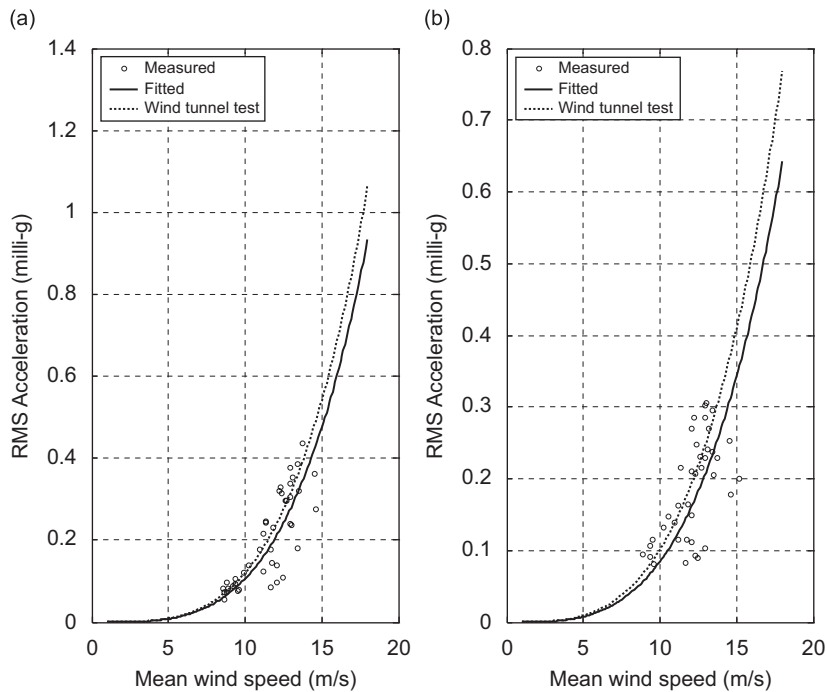 (a)
1.4
1.2
1
0.8
0.6
0.4
0.2
0
RMS Acceleration (milli-g)
Measured
Fitted
Wind tunnel test
0 5 10 15 20
Mean wind speed (m/s)
(b)
0.8
0.7
0.6
0.5
0.4
0.3
0.2
0.1
0
RMS Acceleration (milli-g)
Measured
Fitted
Wind tunnel test
0 5 10 15 20
Mean wind speed (m/s)